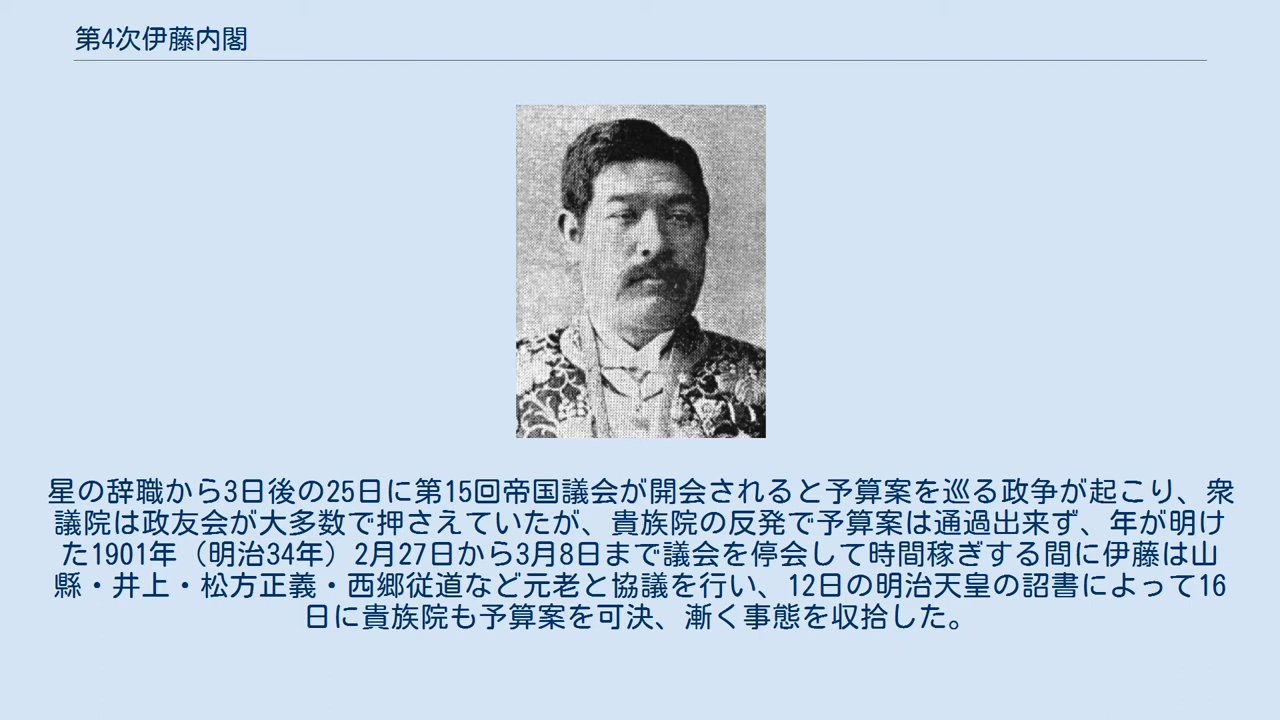 第4次伊藤内閣
星の辞職から3日後の25日に第15回帝国議会が開会されると予算案を巡る政争が起こり、衆
議院は政友会が大多数で押さえていたが、貴族院の反発で予算案は通過出来ず、年が明け
た1901年（明治34年）2月27日から3月8日まで議会を停会して時間稼ぎする間に伊藤は山
縣・井上・松方正義・西郷従道など元老と協議を行い、12日の明治天皇の詔書によって16
日に貴族院も予算案を可決、漸く事態を収拾した。